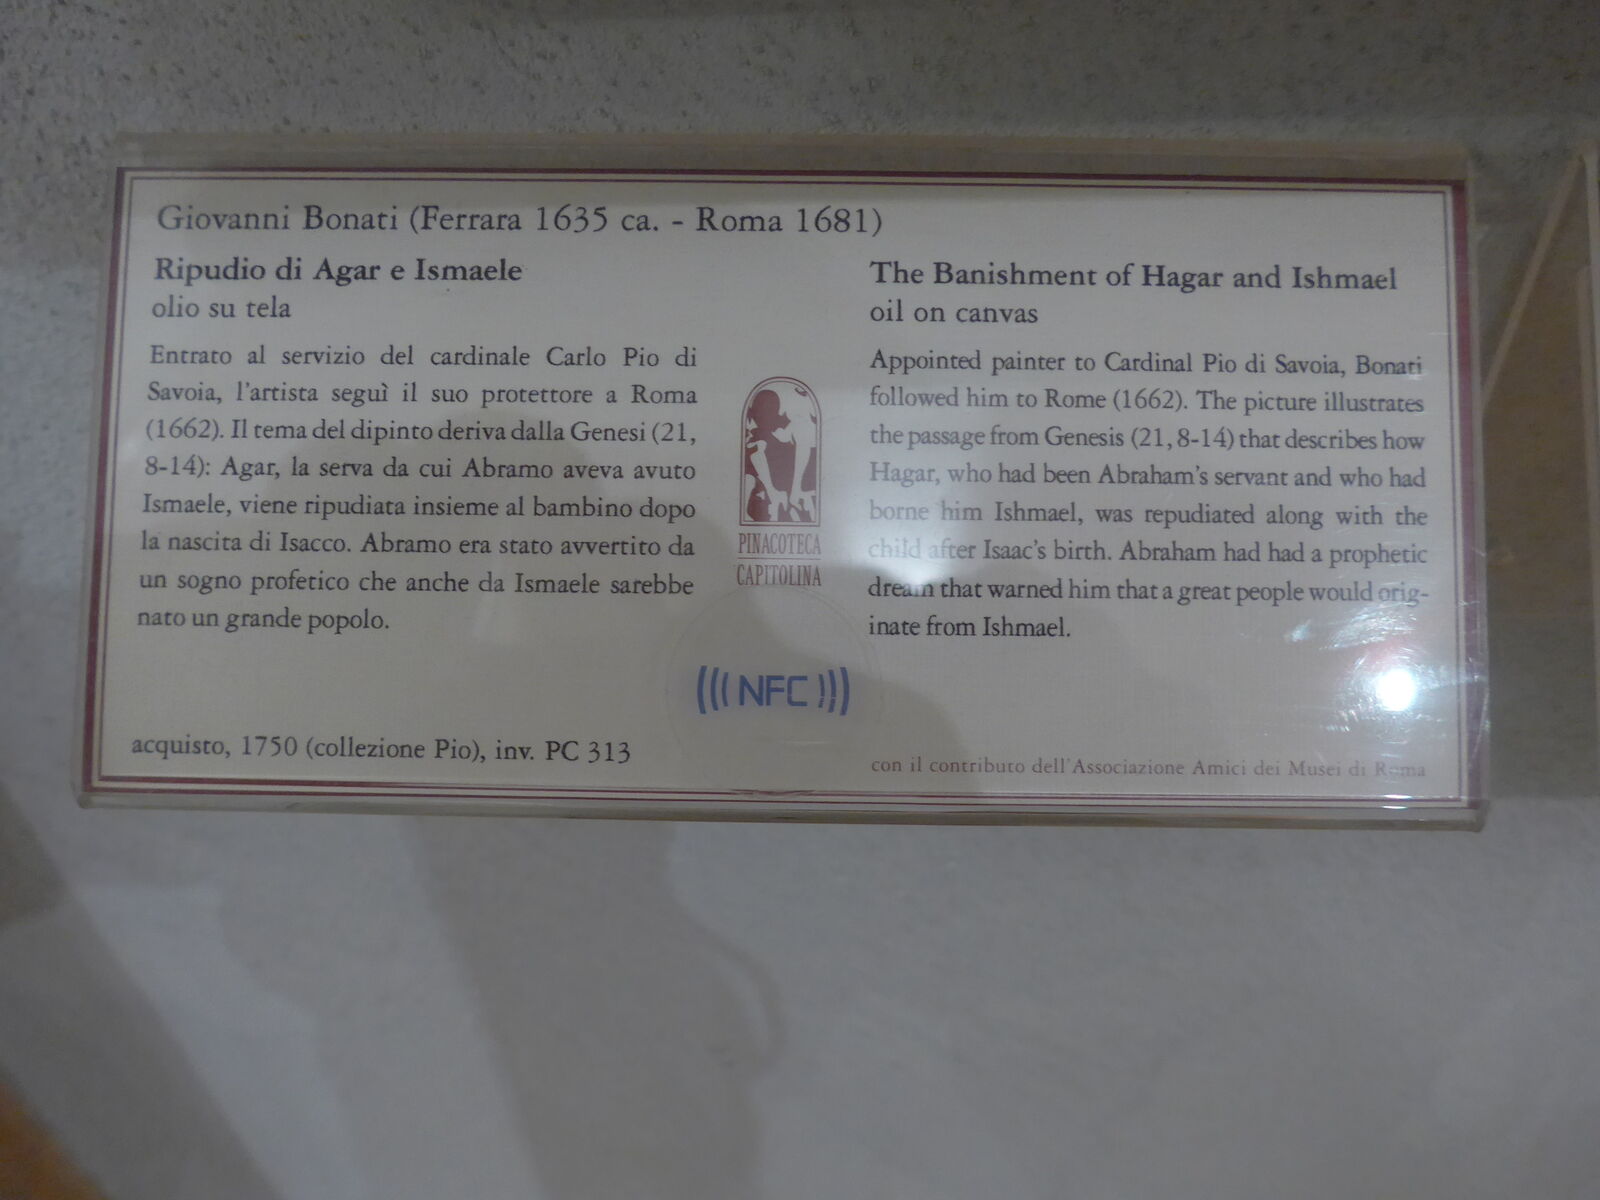 Giovanni Bonati (Ferrara 1635 ca. - Roma 1681)
Ripudio di Agar e Ismaele
olio su tela
Entrato al servizio del cardinale Carlo Pio di
Savoia, l'artista seguì il suo protettore a Roma
(1662). Il tema del dipinto deriva dalla Genesi (21,
8-14): Agar, la serva da cui Abramo aveva avuto
Ismaele, viene ripudiata insieme al bambino dopo
la nascita di Isacco. Abramo era stato avvertito da
un sogno profetico che anche da Ismaele sarebbe
nato un grande popolo.
acquisto, 1750 (collezione Pio), inv. PC 313
PINACOTECA
CAPITOLINA
(((NFC)))
The Banishment of Hagar and Ishmael
oil on canvas
Appointed painter to Cardinal Pio di Savoia, Bonati
followed him to Rome (1662). The picture illustrates
the passage from Genesis (21, 8-14) that describes how
Hagar, who had been Abraham's servant and who had
borne him Ishmael, was repudiated along with the
child after Isaac's birth. Abraham had had a prophetic
dream that warned him that a great people would orig-
inate from Ishmael.
con il contributo dell'Associazione Amici dei Musei di Roma